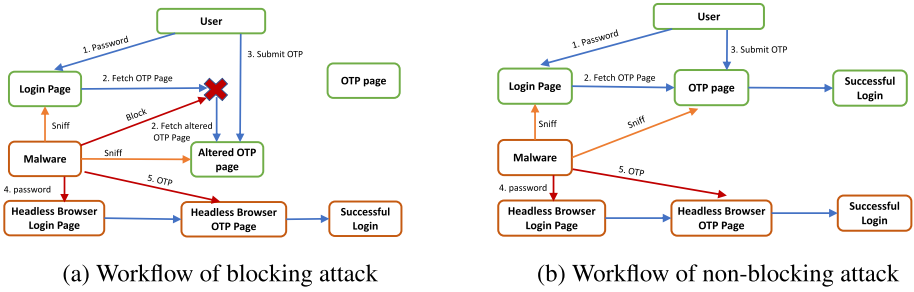 User
1. Password
3. Submit OTP
Login Page
2. Fetch OTP Page
OTP page
Block
2. Fetch altered
OTP Page
Sniff
Malware
Sniff
Altered OTP
page
4. password
5. OTP
Headless Browser
Login Page
Headless Browser
OTP Page
Successful
Login
(a) Workflow of blocking attack
User
1. Password
3. Submit OTP
Login Page
2. Fetch OTP Page
OTP page
Successful
Login
Sniff
Sniff
Malware
4. password
5. OTP
Headless Browser
Login Page
Headless Browser
OTP Page
Successful
Login
(b) Workflow of non-blocking attack